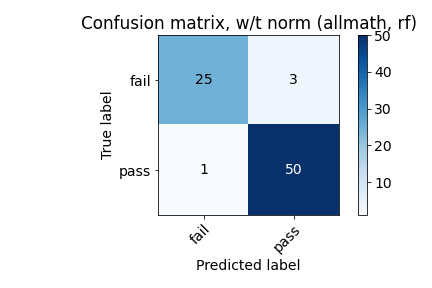 Confusion matrix, w/t norm (allmath, rf)
True label
fail
25
3
pass
1
50
fail
pass
Predicted label
50
40
30
20
10